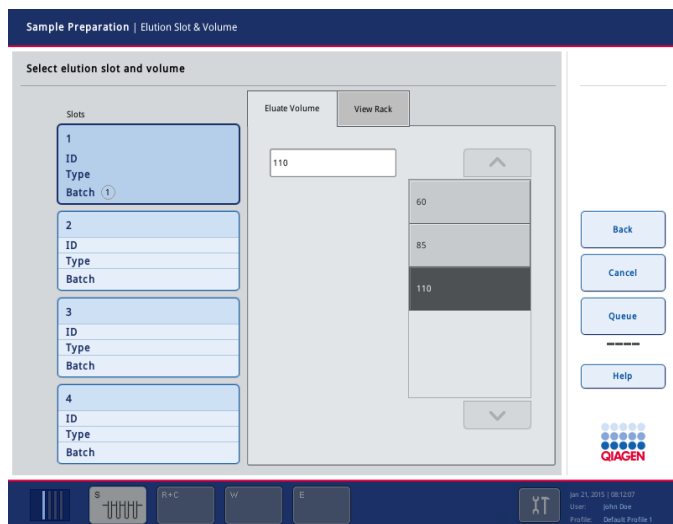 Sample Preparation | Elution Slot & Volume
Select elution slot and volume
Slots
1
ID
Type
Batch 1
2
ID
Type
Batch
3
ID
Type
Batch
4
ID
Type
Batch
Eluate Volume
View Rack
110
60
85
110
Back
Cancel
Queue
Help
QIAGEN
S
R+C
W
E
Jan 21, 2015 | 08:12:07
User: John Doe
Profile: Default Profile 1